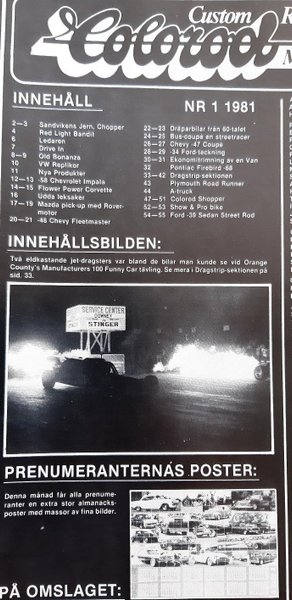 Custom R
Colorod
M
INNEHÅLL
NR 1 1981
2—3 Sandvikens Jern, Chopper
4 Red Light Bandit
6 Ledaren
7 Drive In
8—9 Old Bonanza
10 VW Replikor
11 Nya Produkter
12—13 -58 Chevrolet Impala
14—15 Flower Power Corvette
16 Udda leksaker
17—19 Mazda pick-up med Rover-
motor
20—21 -48 Chevy Fleetmaster
22—23 Dråparbilar från 60-talet
24—25 Bus-coupa en streetracer
26—27 Chevy -47 Coupé
28—29 -34 Ford-teckning
30—31 Ekonomitrimning av en Van
32 Pontiac Firebird -68
33—42 Dragstrip-sektionen
43 Plymouth Road Runner
44 A-truck
47—51 Colorod Shopper
52—53 Show & Pro bike
54—55 Ford -39 Sedan Street Rod
INNEHÅLLSBILDEN:
Två eldkastande jet-dragsters var bland de bilar man kunde se vid Orange
County's Manufacturers 100 Funny Car tävling. Se mera i Dragstrip-sektionen på
sid. 33.
SERVICE CENTER
DOWNEY
STINGER
PRENUMERANTERNAS POSTER:
Denna månad får alla prenume-
ranter en extra stor almanacks-
poster med massor av fina bilder.
PÅ OMSLAGET: